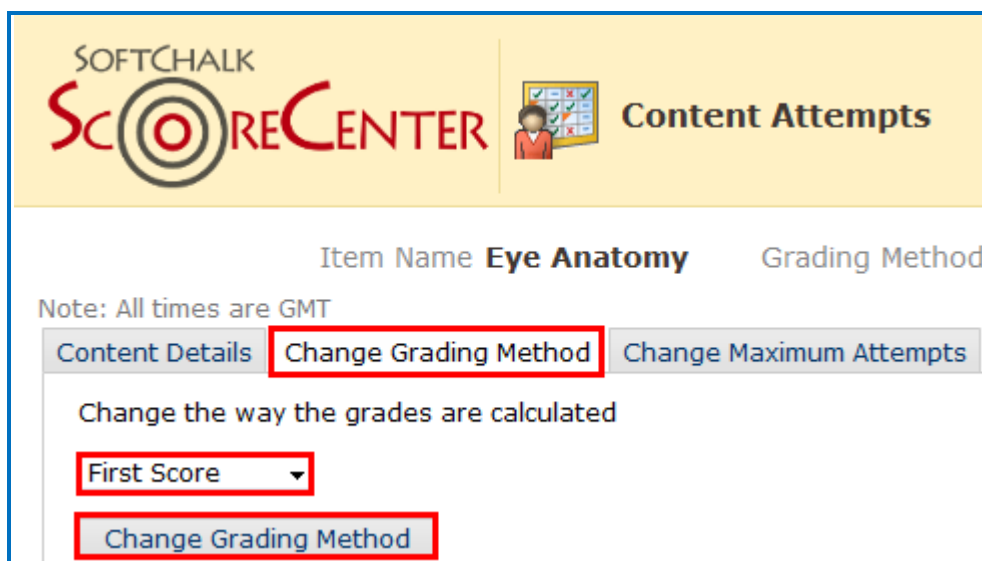 SOFTCHALK
SCORECENTER
Content Attempts
Item Name Eye Anatomy Grading Method
Note: All times are GMT
Content Details Change Grading Method Change Maximum Attempts
Change the way the grades are calculated
First Score
Change Grading Method